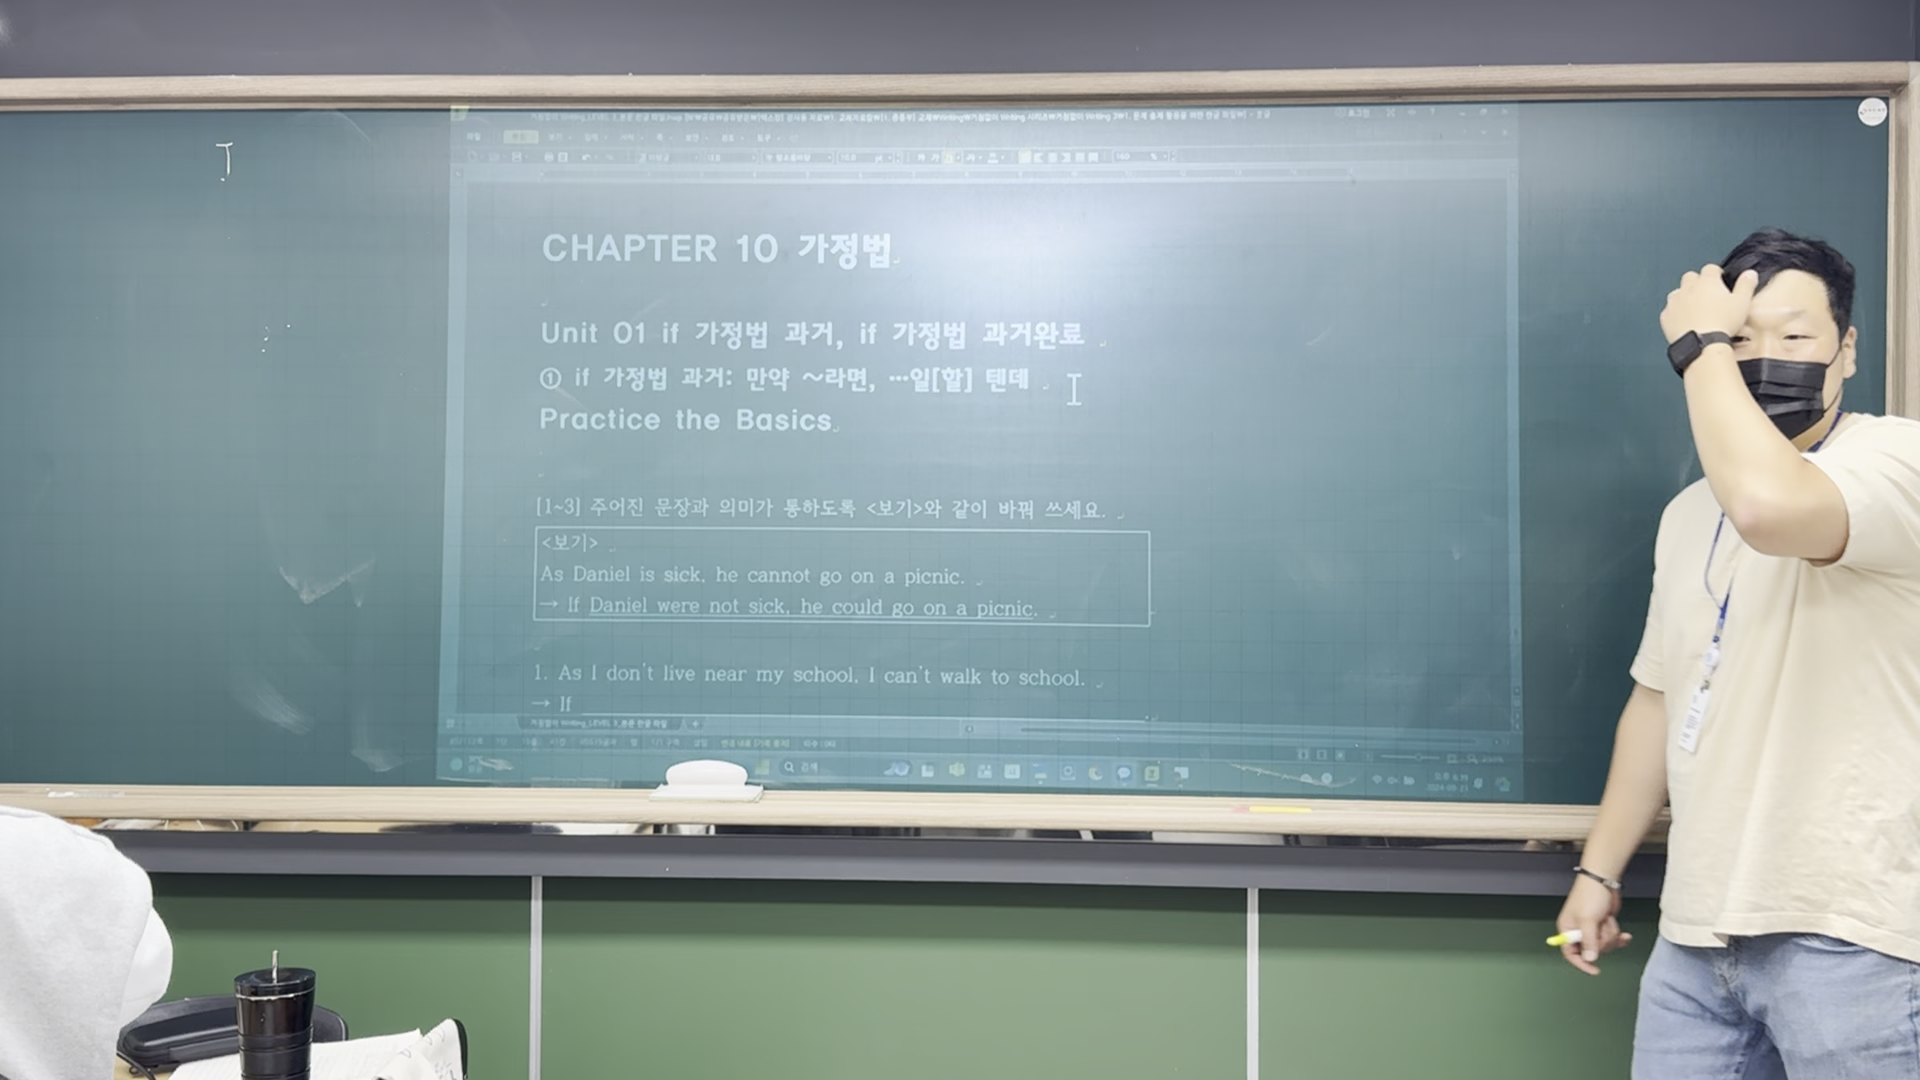 CHAPTER 10 가정법
Unit 01 if 가정법 과거, if 가정법 과거완료
① if 가정법 과거: 만약 ~라면, …일[할] 텐데
Practice the Basics
[1~3] 주어진 문장과 의미가 통하도록 <보기>와 같이 바꿔 쓰세요.
<보기>
As Daniel is sick, he cannot go on a picnic.
→ If Daniel were not sick, he could go on a picnic.
1. As I don't live near my school, I can't walk to school.
→ If
검색